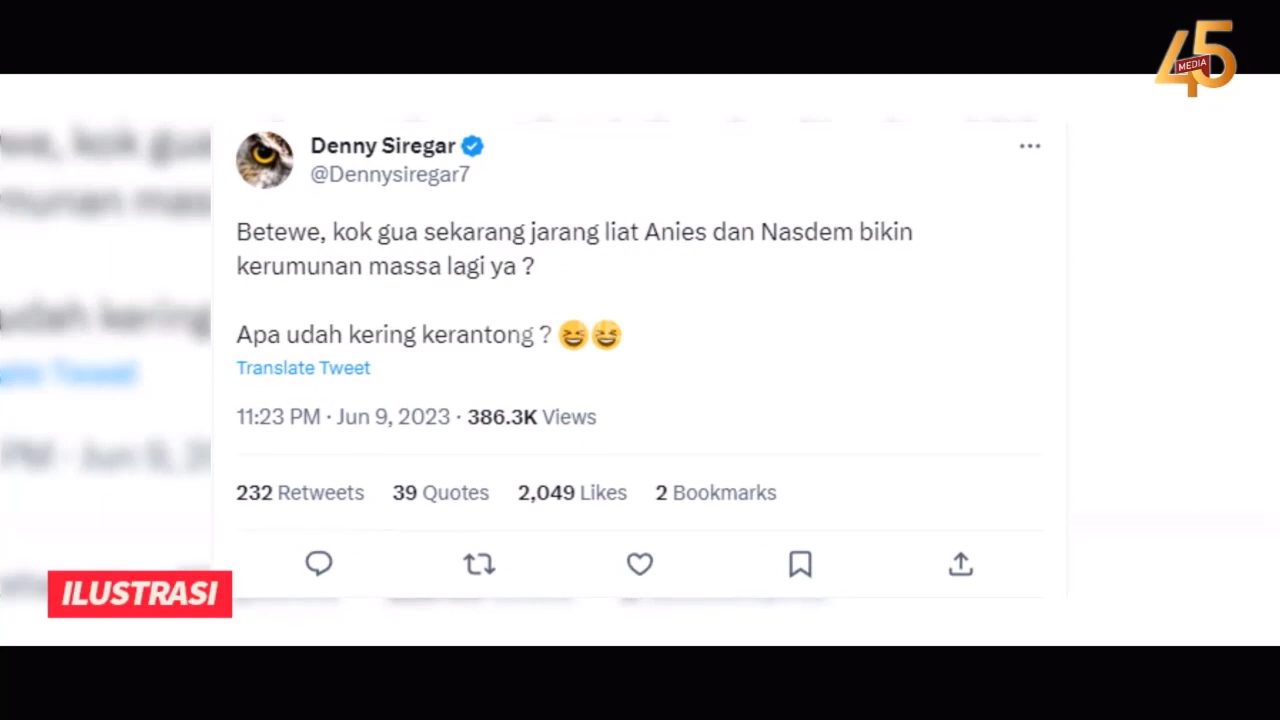 45
MEDIA
Denny Siregar
@Dennysiregar7
Betewe, kok gua sekarang jarang liat Anies dan Nasdem bikin
kerumunan massa lagi ya ?
Apa udah kering kerantong ? 😆😆
Translate Tweet
11:23 PM · Jun 9, 2023 · 386.3K Views
232 Retweets 39 Quotes 2,049 Likes 2 Bookmarks
ILUSTRASI